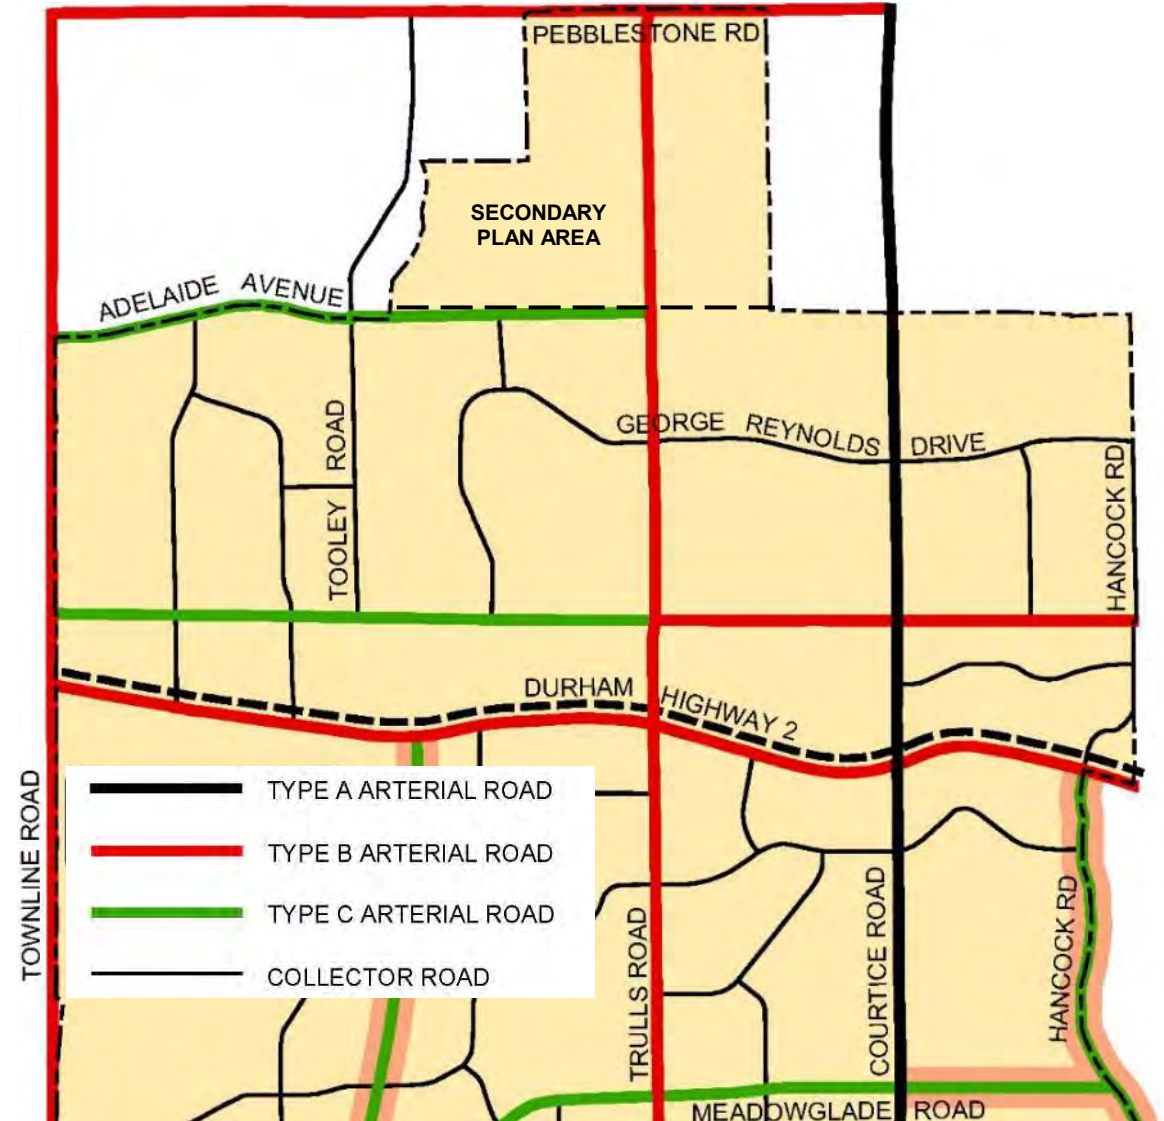 PEBBLESTONE RD
SECONDARY
PLAN AREA
ADELAIDE AVENUE
GEORGE REYNOLDS DRIVE
TOOLEY ROAD
HANCOCK RD
DURHAM HIGHWAY 2
TOWNLINE ROAD
TYPE A ARTERIAL ROAD
TYPE B ARTERIAL ROAD
TYPE C ARTERIAL ROAD
COLLECTOR ROAD
TRULLS ROAD
COURTICE ROAD
HANCOCK RD
MEADOWGLADE ROAD